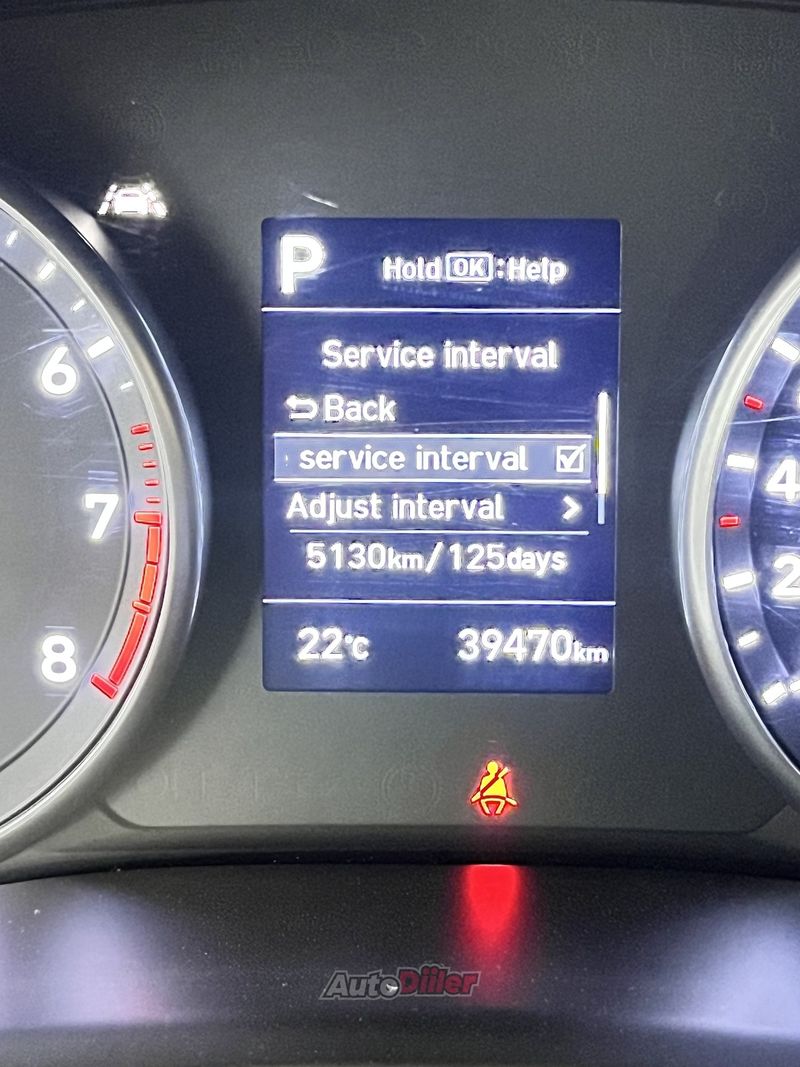 P
Hold OK : Help
Service interval
Back
service interval
Adjust interval >
5130km/125days
22°C 39470km
6
7
8
4
2
AutoDiiler